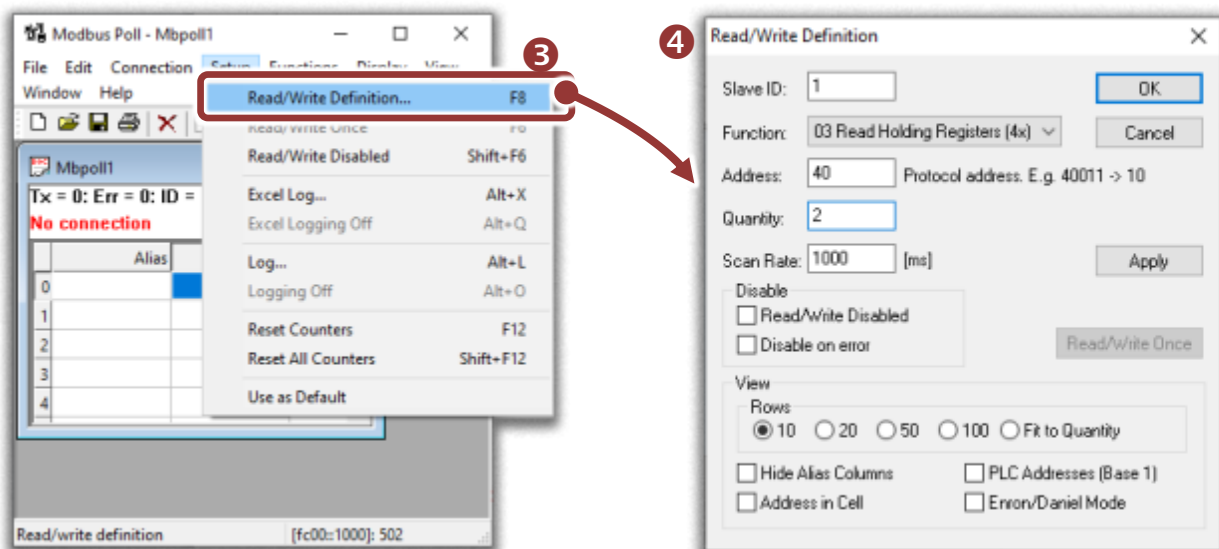 Modbus Poll - Mbpoll1
File Edit Connection Setup Functions Display View
Window Help
3
Read/Write Definition... F8
Read/Write Once F6
Read/Write Disabled Shift+F6
Excel Log... Alt+X
Excel Logging Off Alt+Q
Log... Alt+L
Logging Off Alt+O
Reset Counters F12
Reset All Counters Shift+F12
Use as Default
Mbpoll1
Tx = 0: Err = 0: ID =
No connection
Alias
0
1
2
3
4
Read/write definition [fc00::1000]: 502
4
Read/Write Definition
Slave ID: 1 OK
Function: 03 Read Holding Registers (4x) Cancel
Address: 40 Protocol address. E.g. 40011 -> 10
Quantity: 2
Scan Rate: 1000 [ms] Apply
Disable
Read/Write Disabled
Disable on error
Read/Write Once
View
Rows
10 20 50 100 Fit to Quantity
Hide Alias Columns PLC Addresses (Base 1)
Address in Cell Enron/Daniel Mode